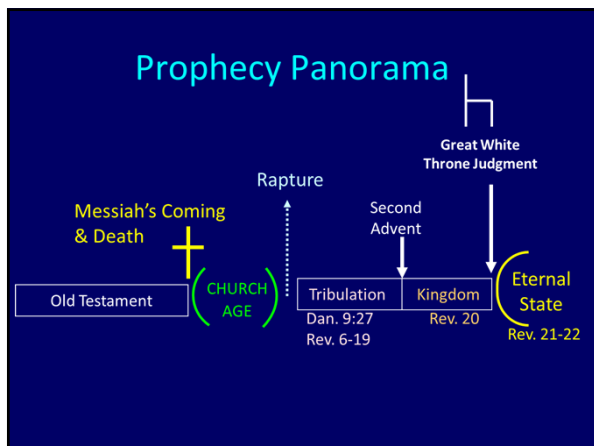 Prophecy Panorama
Great White
Throne Judgment
Rapture
Messiah's Coming
& Death
Second
Advent
Old Testament
CHURCH
AGE
Tribulation
Kingdom
Eternal
State
Dan. 9:27
Rev. 6-19
Rev. 20
Rev. 21-22